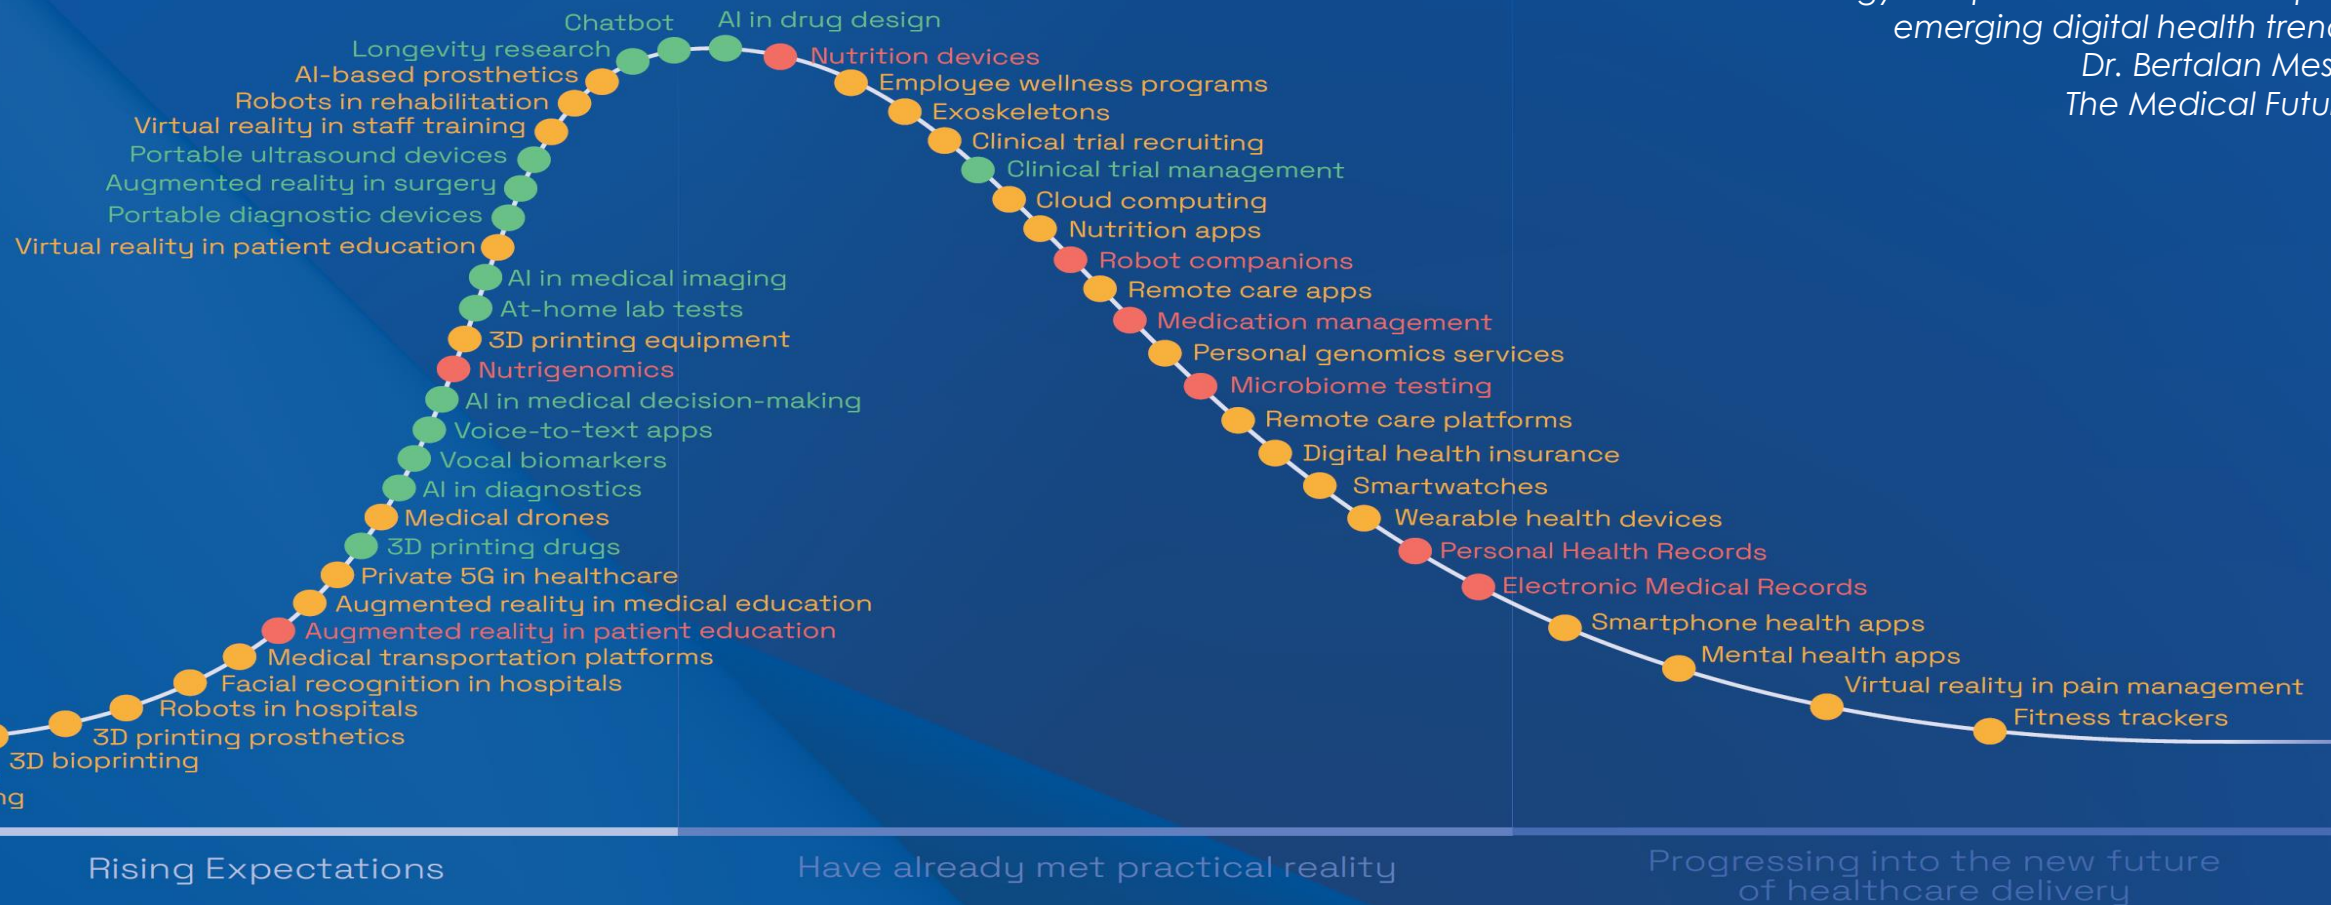 emerging digital health
Dr. Bertalan
The Medical
Chatbot
AI in drug design
Longevity research
Nutrition devices
AI-based prosthetics
Employee wellness programs
Robots in rehabilitation
Exoskeletons
Virtual reality in staff training
Clinical trial recruiting
Portable ultrasound devices
Clinical trial management
Augmented reality in surgery
Cloud computing
Portable diagnostic devices
Nutrition apps
Virtual reality in patient education
Robot companions
AI in medical imaging
Remote care apps
At-home lab tests
Medication management
3D printing equipment
Personal genomics services
Nutrigenomics
Microbiome testing
AI in medical decision-making
Remote care platforms
Voice-to-text apps
Digital health insurance
Vocal biomarkers
Smartwatches
AI in diagnostics
Wearable health devices
Medical drones
Personal Health Records
3D printing drugs
Electronic Medical Records
Private 5G in healthcare
Smartphone health apps
Augmented reality in medical education
Augmented reality in patient education
Mental health apps
Medical transportation platforms
Virtual reality in pain management
Facial recognition in hospitals
Fitness trackers
Robots in hospitals
3D printing prosthetics
3D bioprinting
Rising Expectations
Have already met practical reality
Progressing into the new future
of healthcare delivery